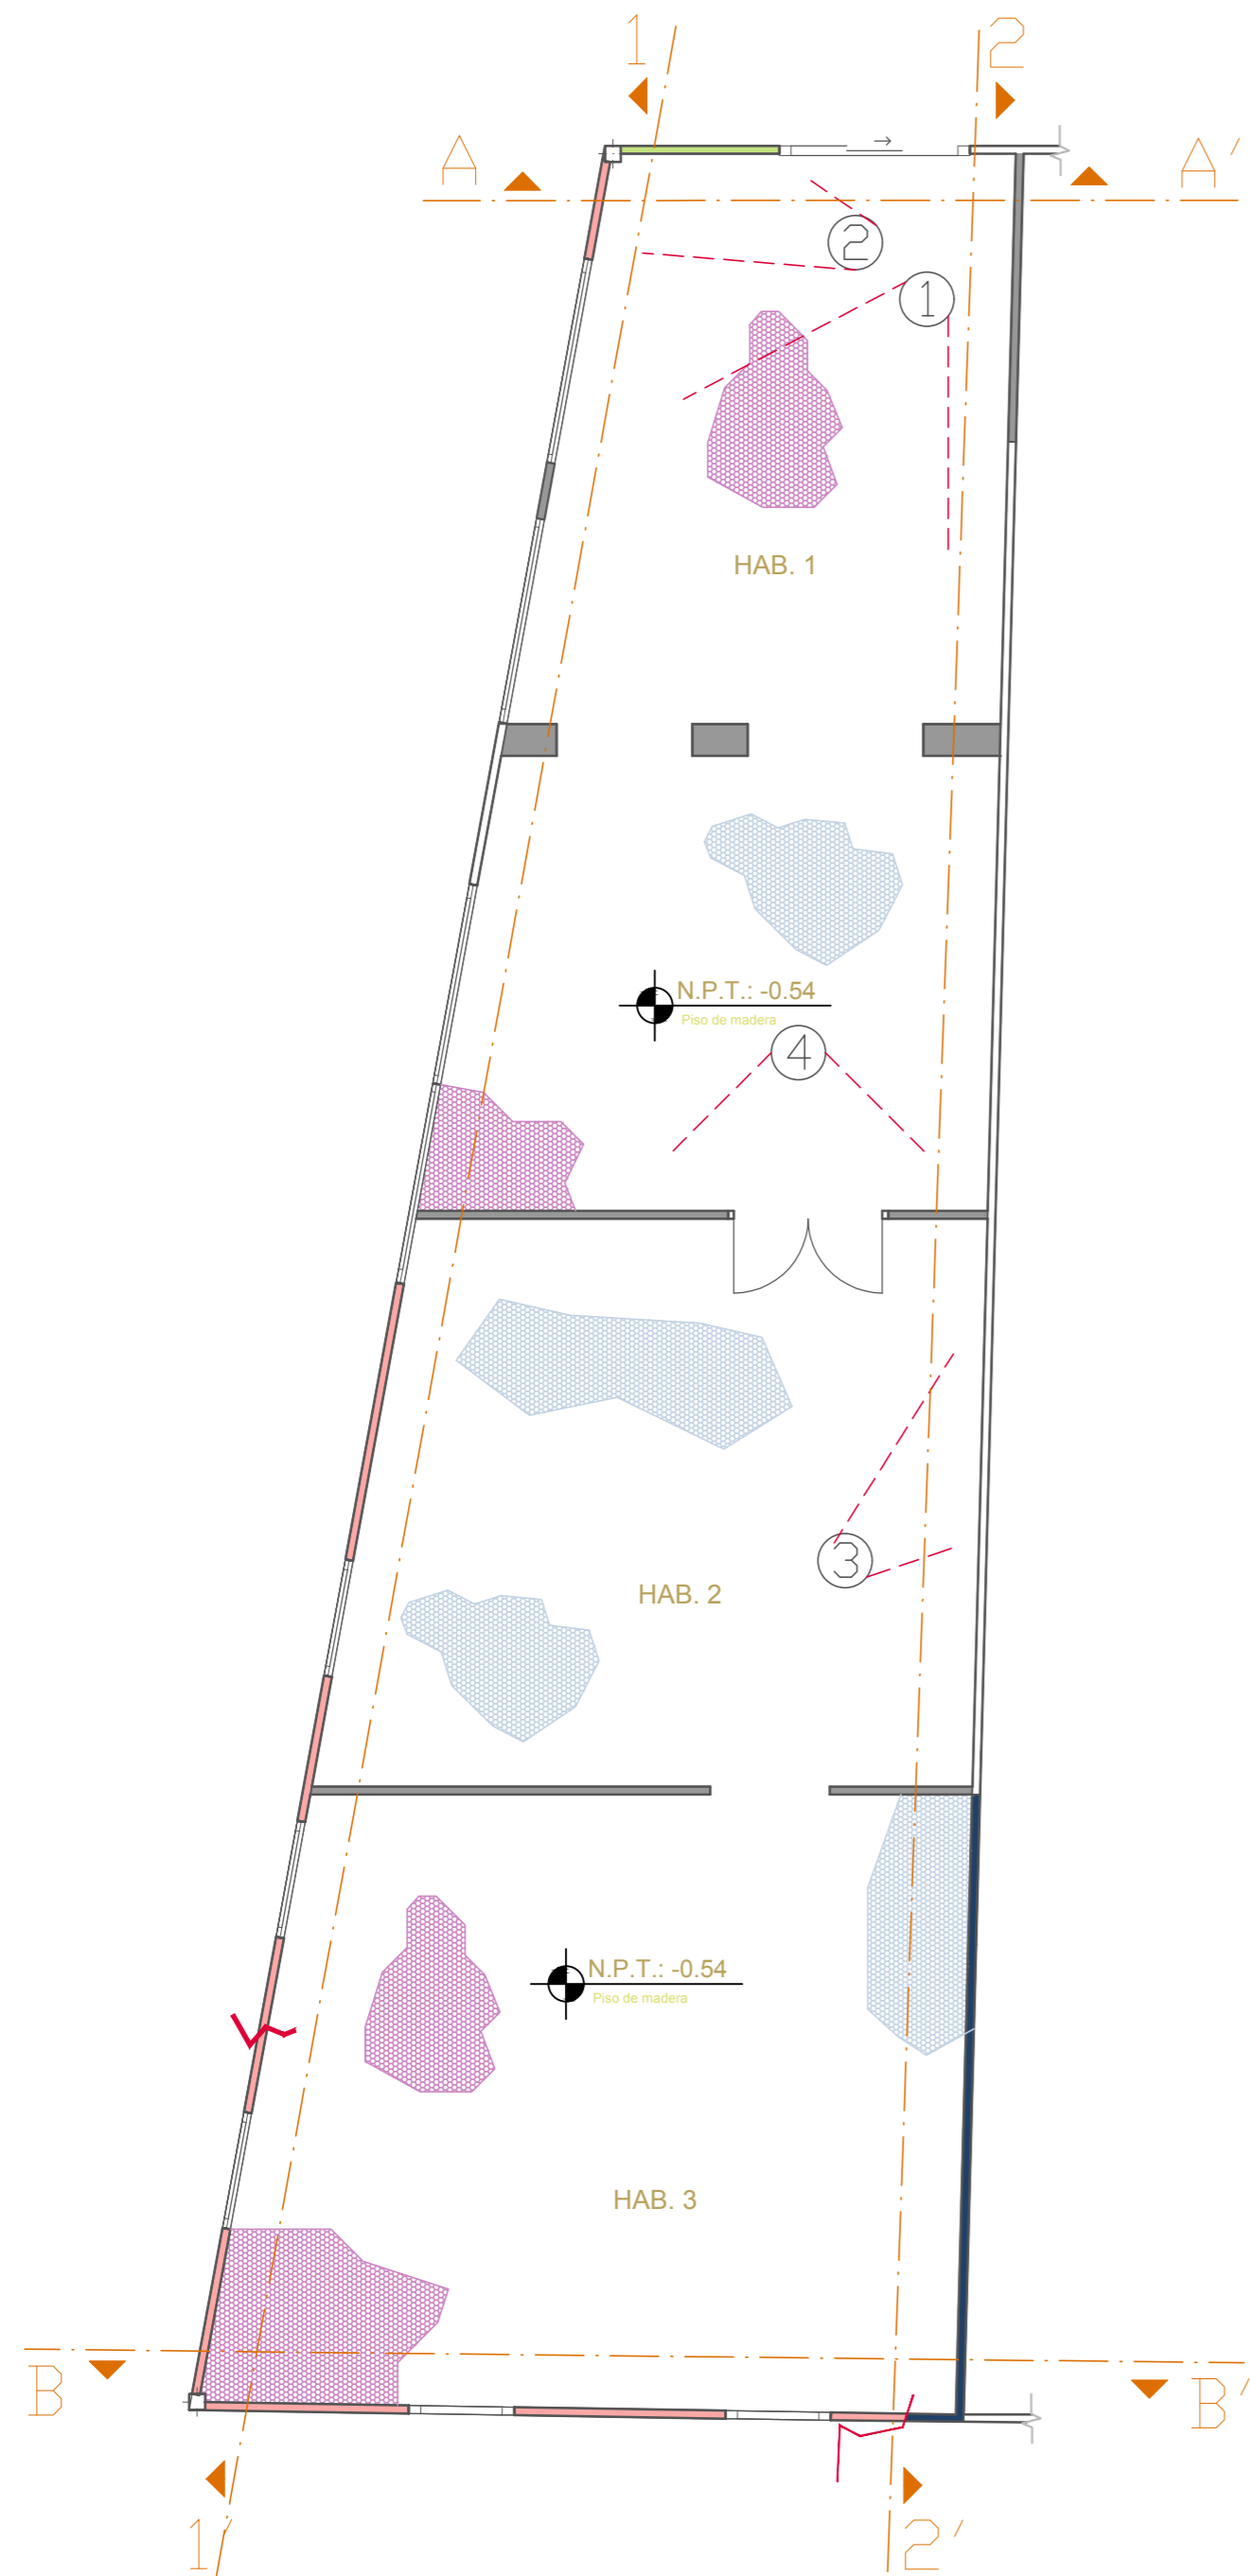 1
2
A
A'
2
1
HAB. 1
N.P.T.: -0.54
Piso de madera
4
3
HAB. 2
N.P.T.: -0.54
Piso de madera
HAB. 3
B
B'
1'
2'